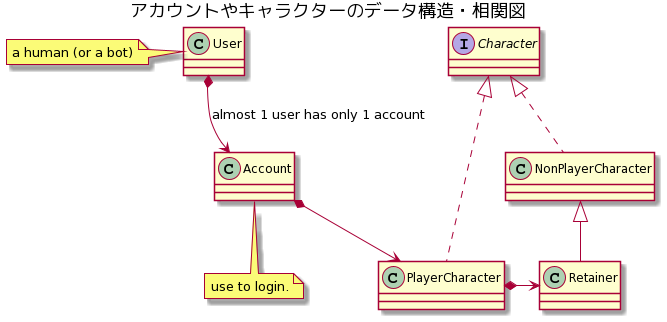 アカウントやキャラクターのデータ構造・相関図
a human (or a bot)
C User
I Character
almost 1 user has only 1 account
C Account
C NonPlayerCharacter
use to login.
C PlayerCharacter
C Retainer